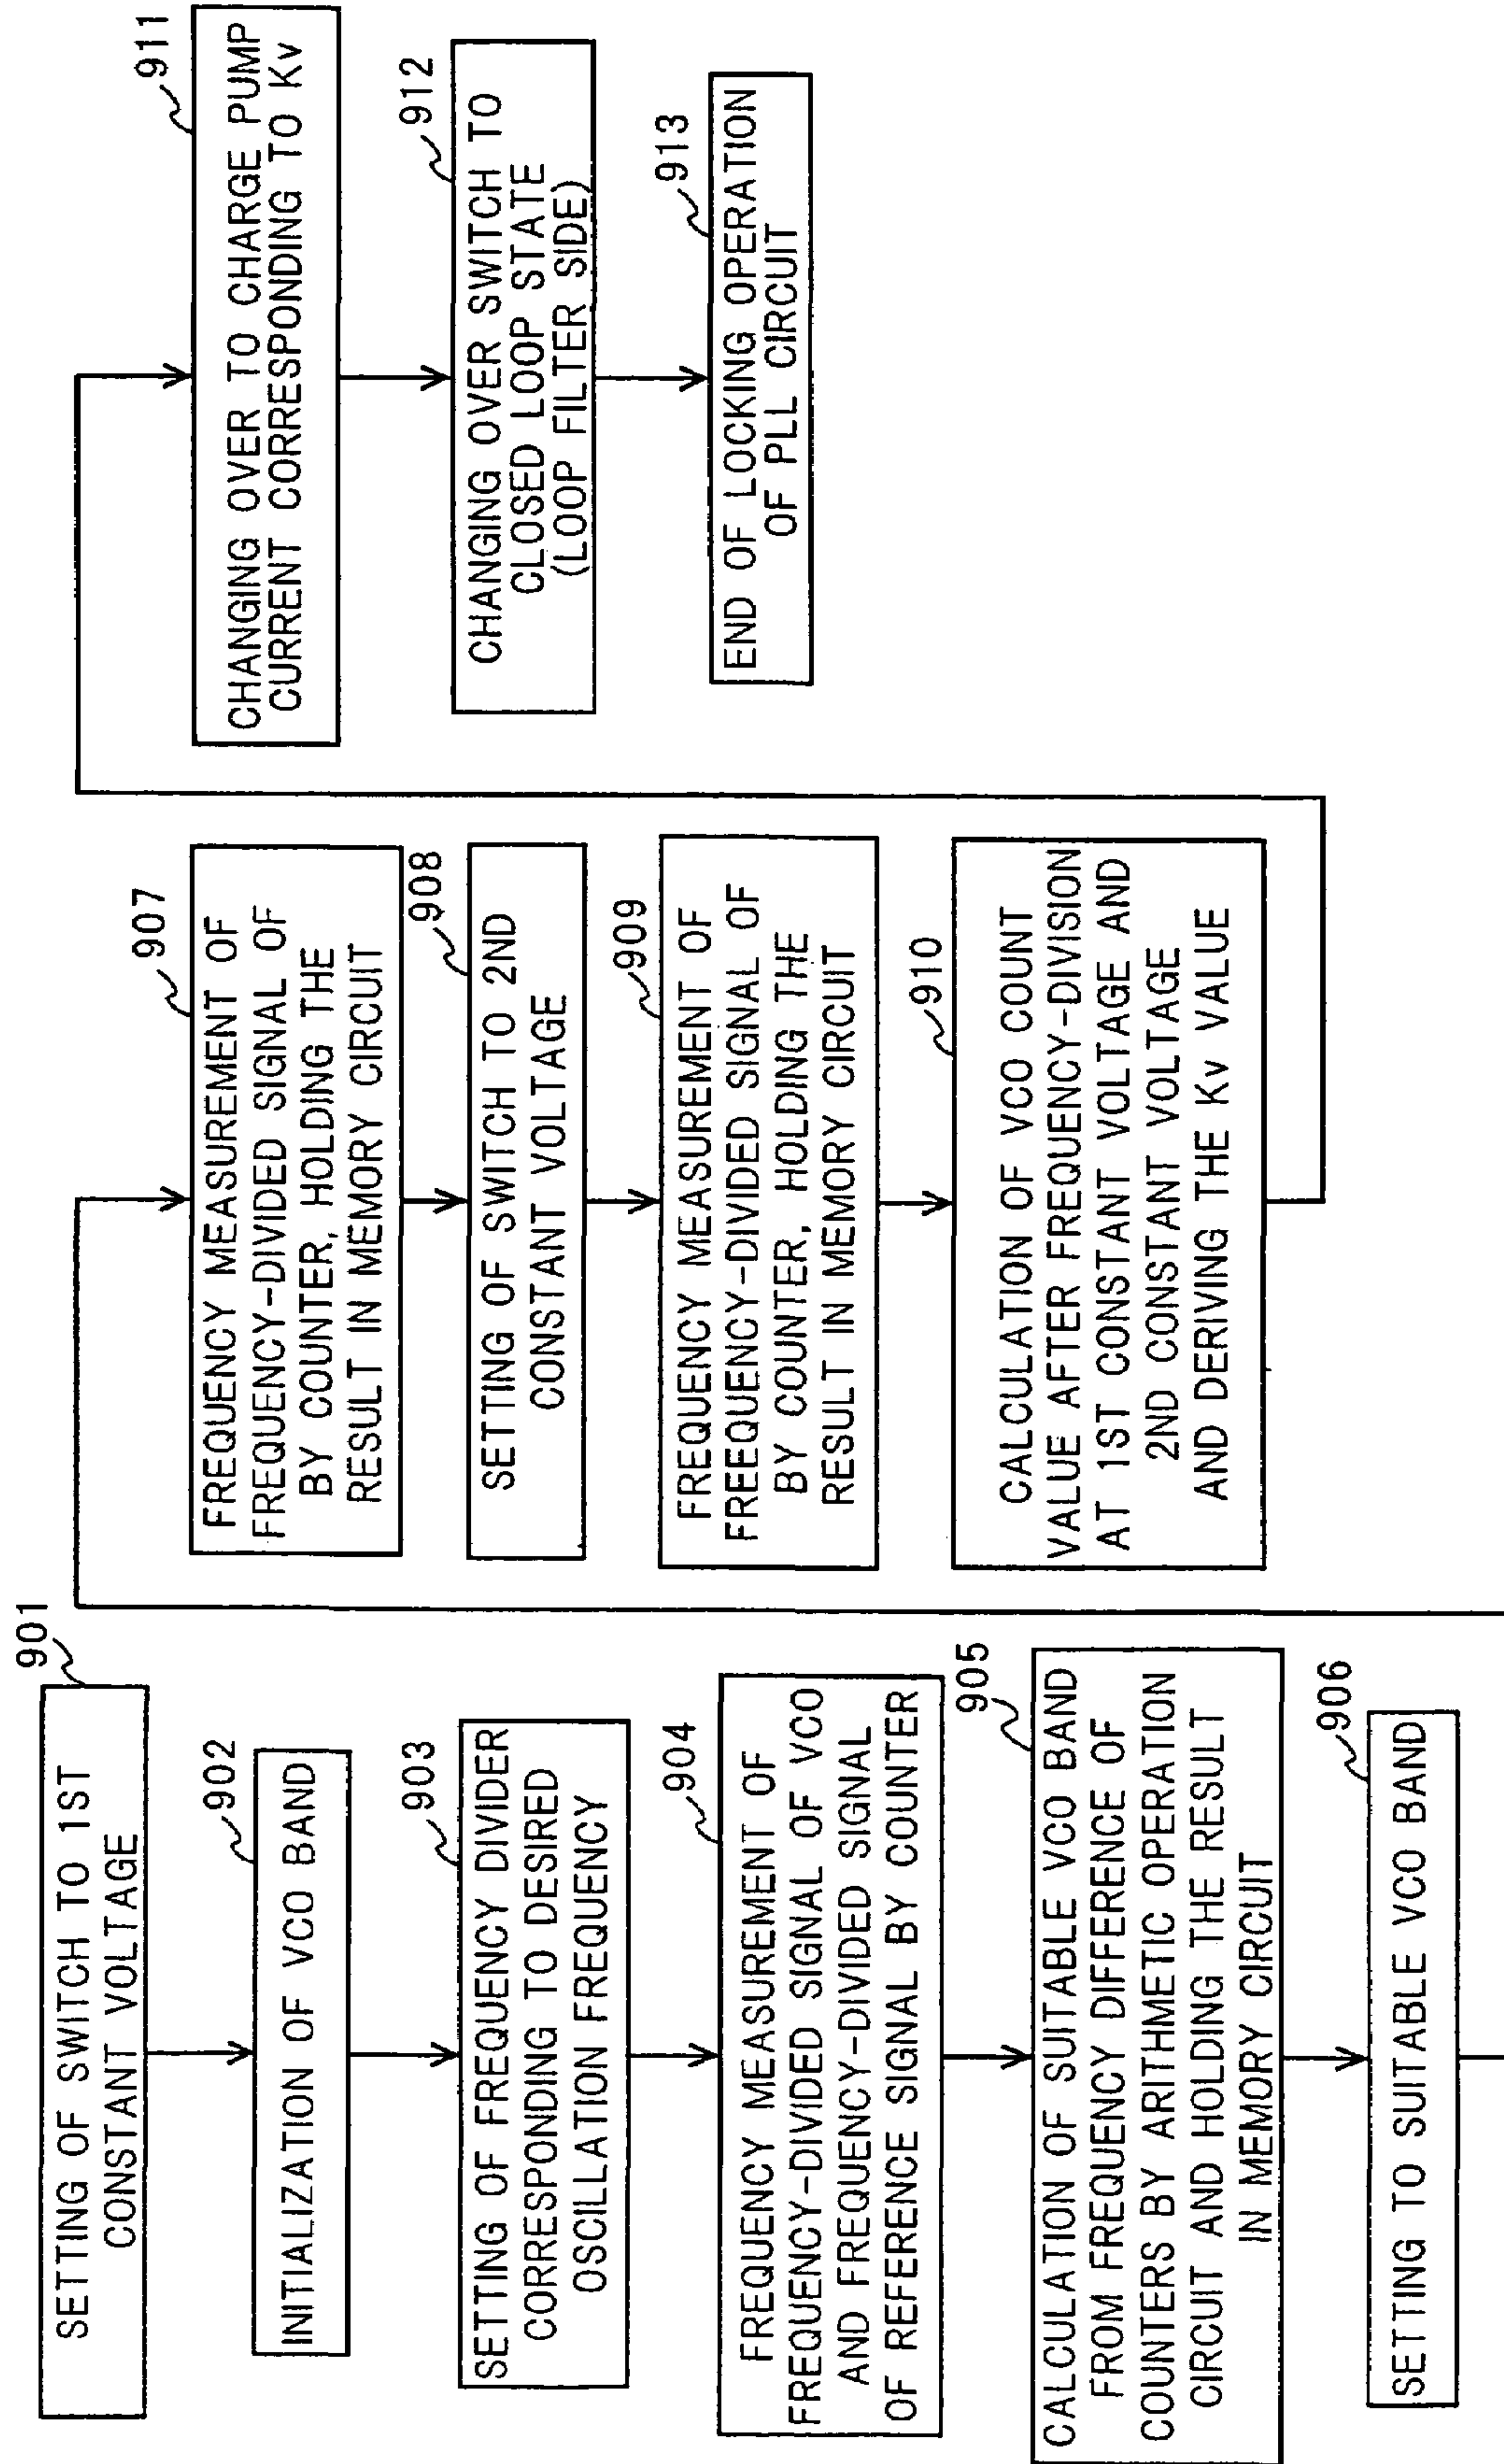 901
SETTING OF SWITCH TO 1ST
CONSTANT VOLTAGE
902
INITIALIZATION OF VCO BAND
903
SETTING OF FREQUENCY DIVIDER
CORRESPONDING TO DESIRED
OSCILLATION FREQUENCY
904
FREQUENCY MEASUREMENT OF
FREQUENCY-DIVIDED SIGNAL OF VCO
AND FREQUENCY-DIVIDED SIGNAL
OF REFERENCE SIGNAL BY COUNTER
905
CALCULATION OF SUITABLE VCO BAND
FROM FREQUENCY DIFFERENCE OF
COUNTERS BY ARITHMETIC OPERATION
CIRCUIT AND HOLDING THE RESULT
IN MEMORY CIRCUIT
906
SETTING TO SUITABLE VCO BAND
907
FREQUENCY MEASUREMENT OF
FREQUENCY-DIVIDED SIGNAL OF
BY COUNTER, HOLDING THE
RESULT IN MEMORY CIRCUIT
908
SETTING OF SWITCH TO 2ND
CONSTANT VOLTAGE
909
FREQUENCY MEASUREMENT OF
FREEQUENCY-DIVIDED SIGNAL OF
BY COUNTER, HOLDING THE
RESULT IN MEMORY CIRCUIT
910
CALCULATION OF VCO COUNT
VALUE AFTER FREQUENCY-DIVISION
AT 1ST CONSTANT VOLTAGE AND
2ND CONSTANT VOLTAGE
AND DERIVING THE Kv VALUE
911
CHANGING OVER TO CHARGE PUMP
CURRENT CORRESPONDING TO Kv
912
CHANGING OVER SWITCH TO
CLOSED LOOP STATE
(LOOP FILTER SIDE)
913
END OF LOCKING OPERATION
OF PLL CIRCUIT